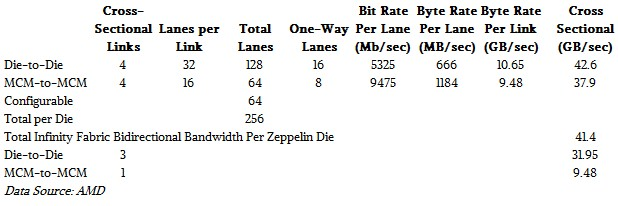 Cross- Bit Rate Byte Rate Byte Rate Cross
Sectional Lanes per Total One-Way Per Lane Per Lane Per Link Sectional
Links Link Lanes Lanes (Mb/sec) (MB/sec) (GB/sec) (GB/sec)
Die-to-Die 4 32 128 16 5325 666 10.65 42.6
MCM-to-MCM 4 16 64 8 9475 1184 9.48 37.9
Configurable 64
Total per Die 256
Total Infinity Fabric Bidirectional Bandwidth Per Zeppelin Die 41.4
Die-to-Die 3 31.95
MCM-to-MCM 1 9.48
Data Source: AMD